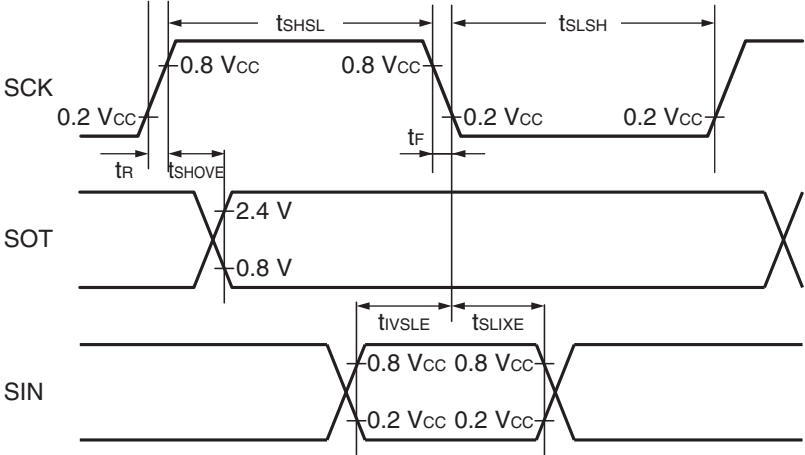 tSHSL tSLSH
SCK
0.8 VCC 0.8 VCC
0.2 VCC 0.2 VCC 0.2 VCC
tR tSHOVE tF
SOT
2.4 V
0.8 V
tIVSLE tSLIXE
SIN
0.8 VCC 0.8 VCC
0.2 VCC 0.2 VCC